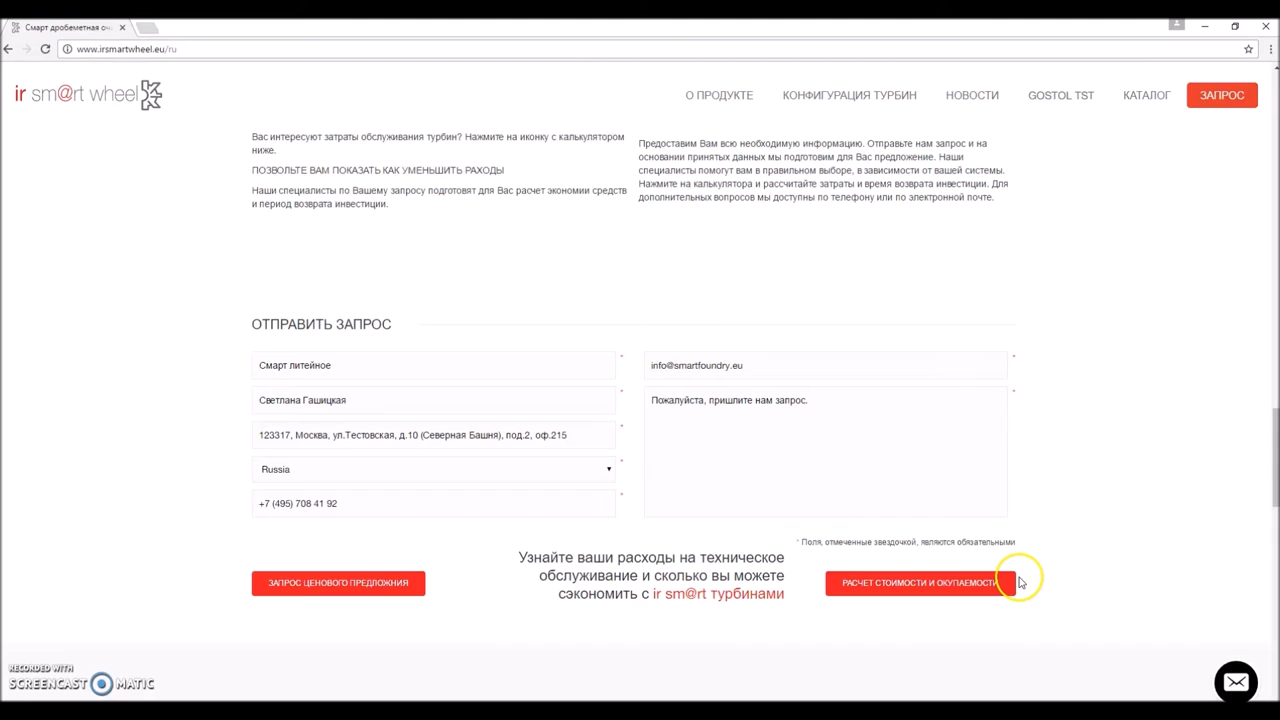 Смарт дробеметная оч
www.irsmartwheel.eu/ru
ir sm@rt wheel
О ПРОДУКТЕ КОНФИГУРАЦИЯ ТУРБИН НОВОСТИ GOSTOL TST КАТАЛОГ ЗАПРОС
Вас интересуют затраты обслуживания турбин? Нажмите на иконку с калькулятором
ниже.
ПОЗВОЛЬТЕ ВАМ ПОКАЗАТЬ КАК УМЕНЬШИТЬ РАХОДЫ
Наши специалисты по Вашему запросу подготовят для Вас расчет экономии средств
и период возврата инвестиции.
Предоставим Вам всю необходимую информацию. Отправьте нам запрос и на
основании принятых данных мы подготовим для Вас предложение. Наши
специалисты помогут вам в правильном выборе, в зависимости от вашей системы.
Нажмите на калькулятора и рассчитайте затраты и время возврата инвестиции. Для
дополнительных вопросов мы доступны по телефону или по электронной почте.
ОТПРАВИТЬ ЗАПРОС
Смарт литейное *
Светлана Гашицкая *
123317, Москва, ул.Тестовская, д.10 (Северная Башня), под.2, оф.215 *
Russia *
+7 (495) 708 41 92 *
info@smartfoundry.eu *
Пожалуйста, пришлите нам запрос. *
* Поля, отмеченные звездочкой, являются обязательными
ЗАПРОС ЦЕНОВОГО ПРЕДЛОЖНИЯ
Узнайте ваши расходы на техническое
обслуживание и сколько вы можете
сэкономить с ir sm@rt турбинами
РАСЧЕТ СТОИМОСТИ И ОКУПАЕМОСТИ
RECORDED WITH
SCREENCAST MATIC